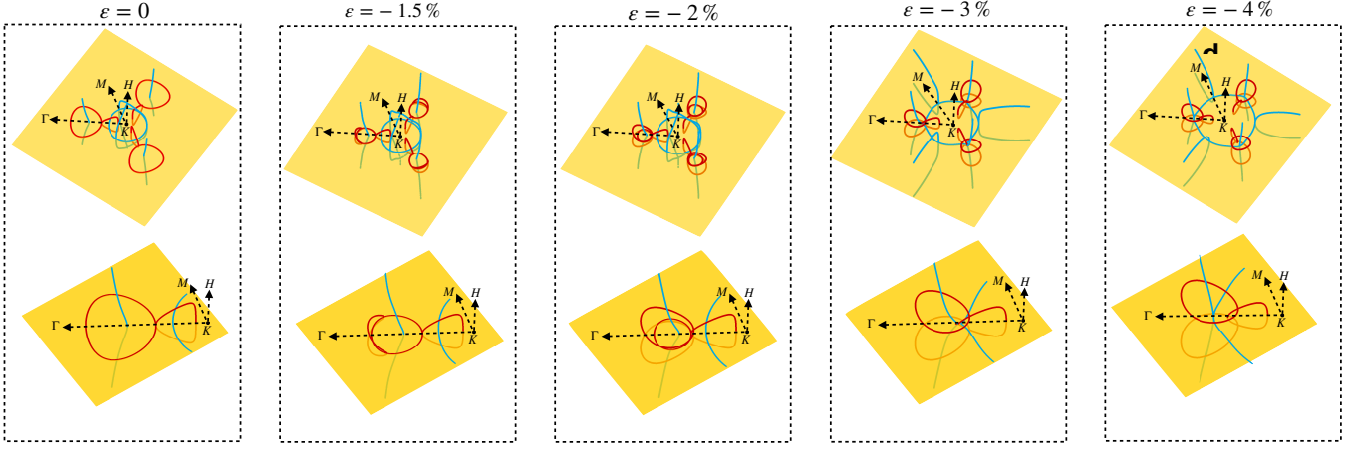 ε = 0
ε = − 1.5 %
ε = − 2 %
ε = − 3 %
ε = − 4 %
d
M H
Γ K
M H
Γ K
M H
Γ K
M H
Γ K
M H
Γ K
M H
Γ K
M H
Γ K
M H
Γ K
M H
Γ K
M H
Γ K